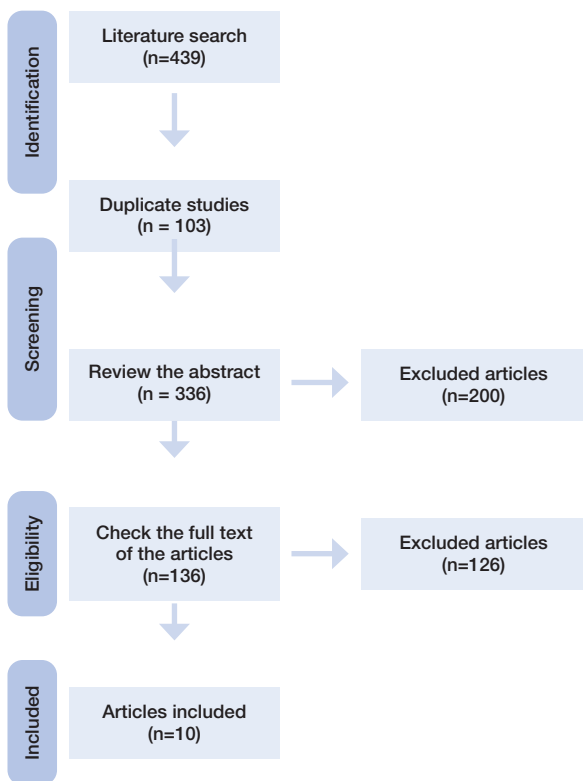 Identification
Literature search
(n=439)
Duplicate studies
(n = 103)
Screening
Review the abstract
(n = 336)
Excluded articles
(n=200)
Eligibility
Check the full text
of the articles
(n=136)
Excluded articles
(n=126)
Included
Articles included
(n=10)